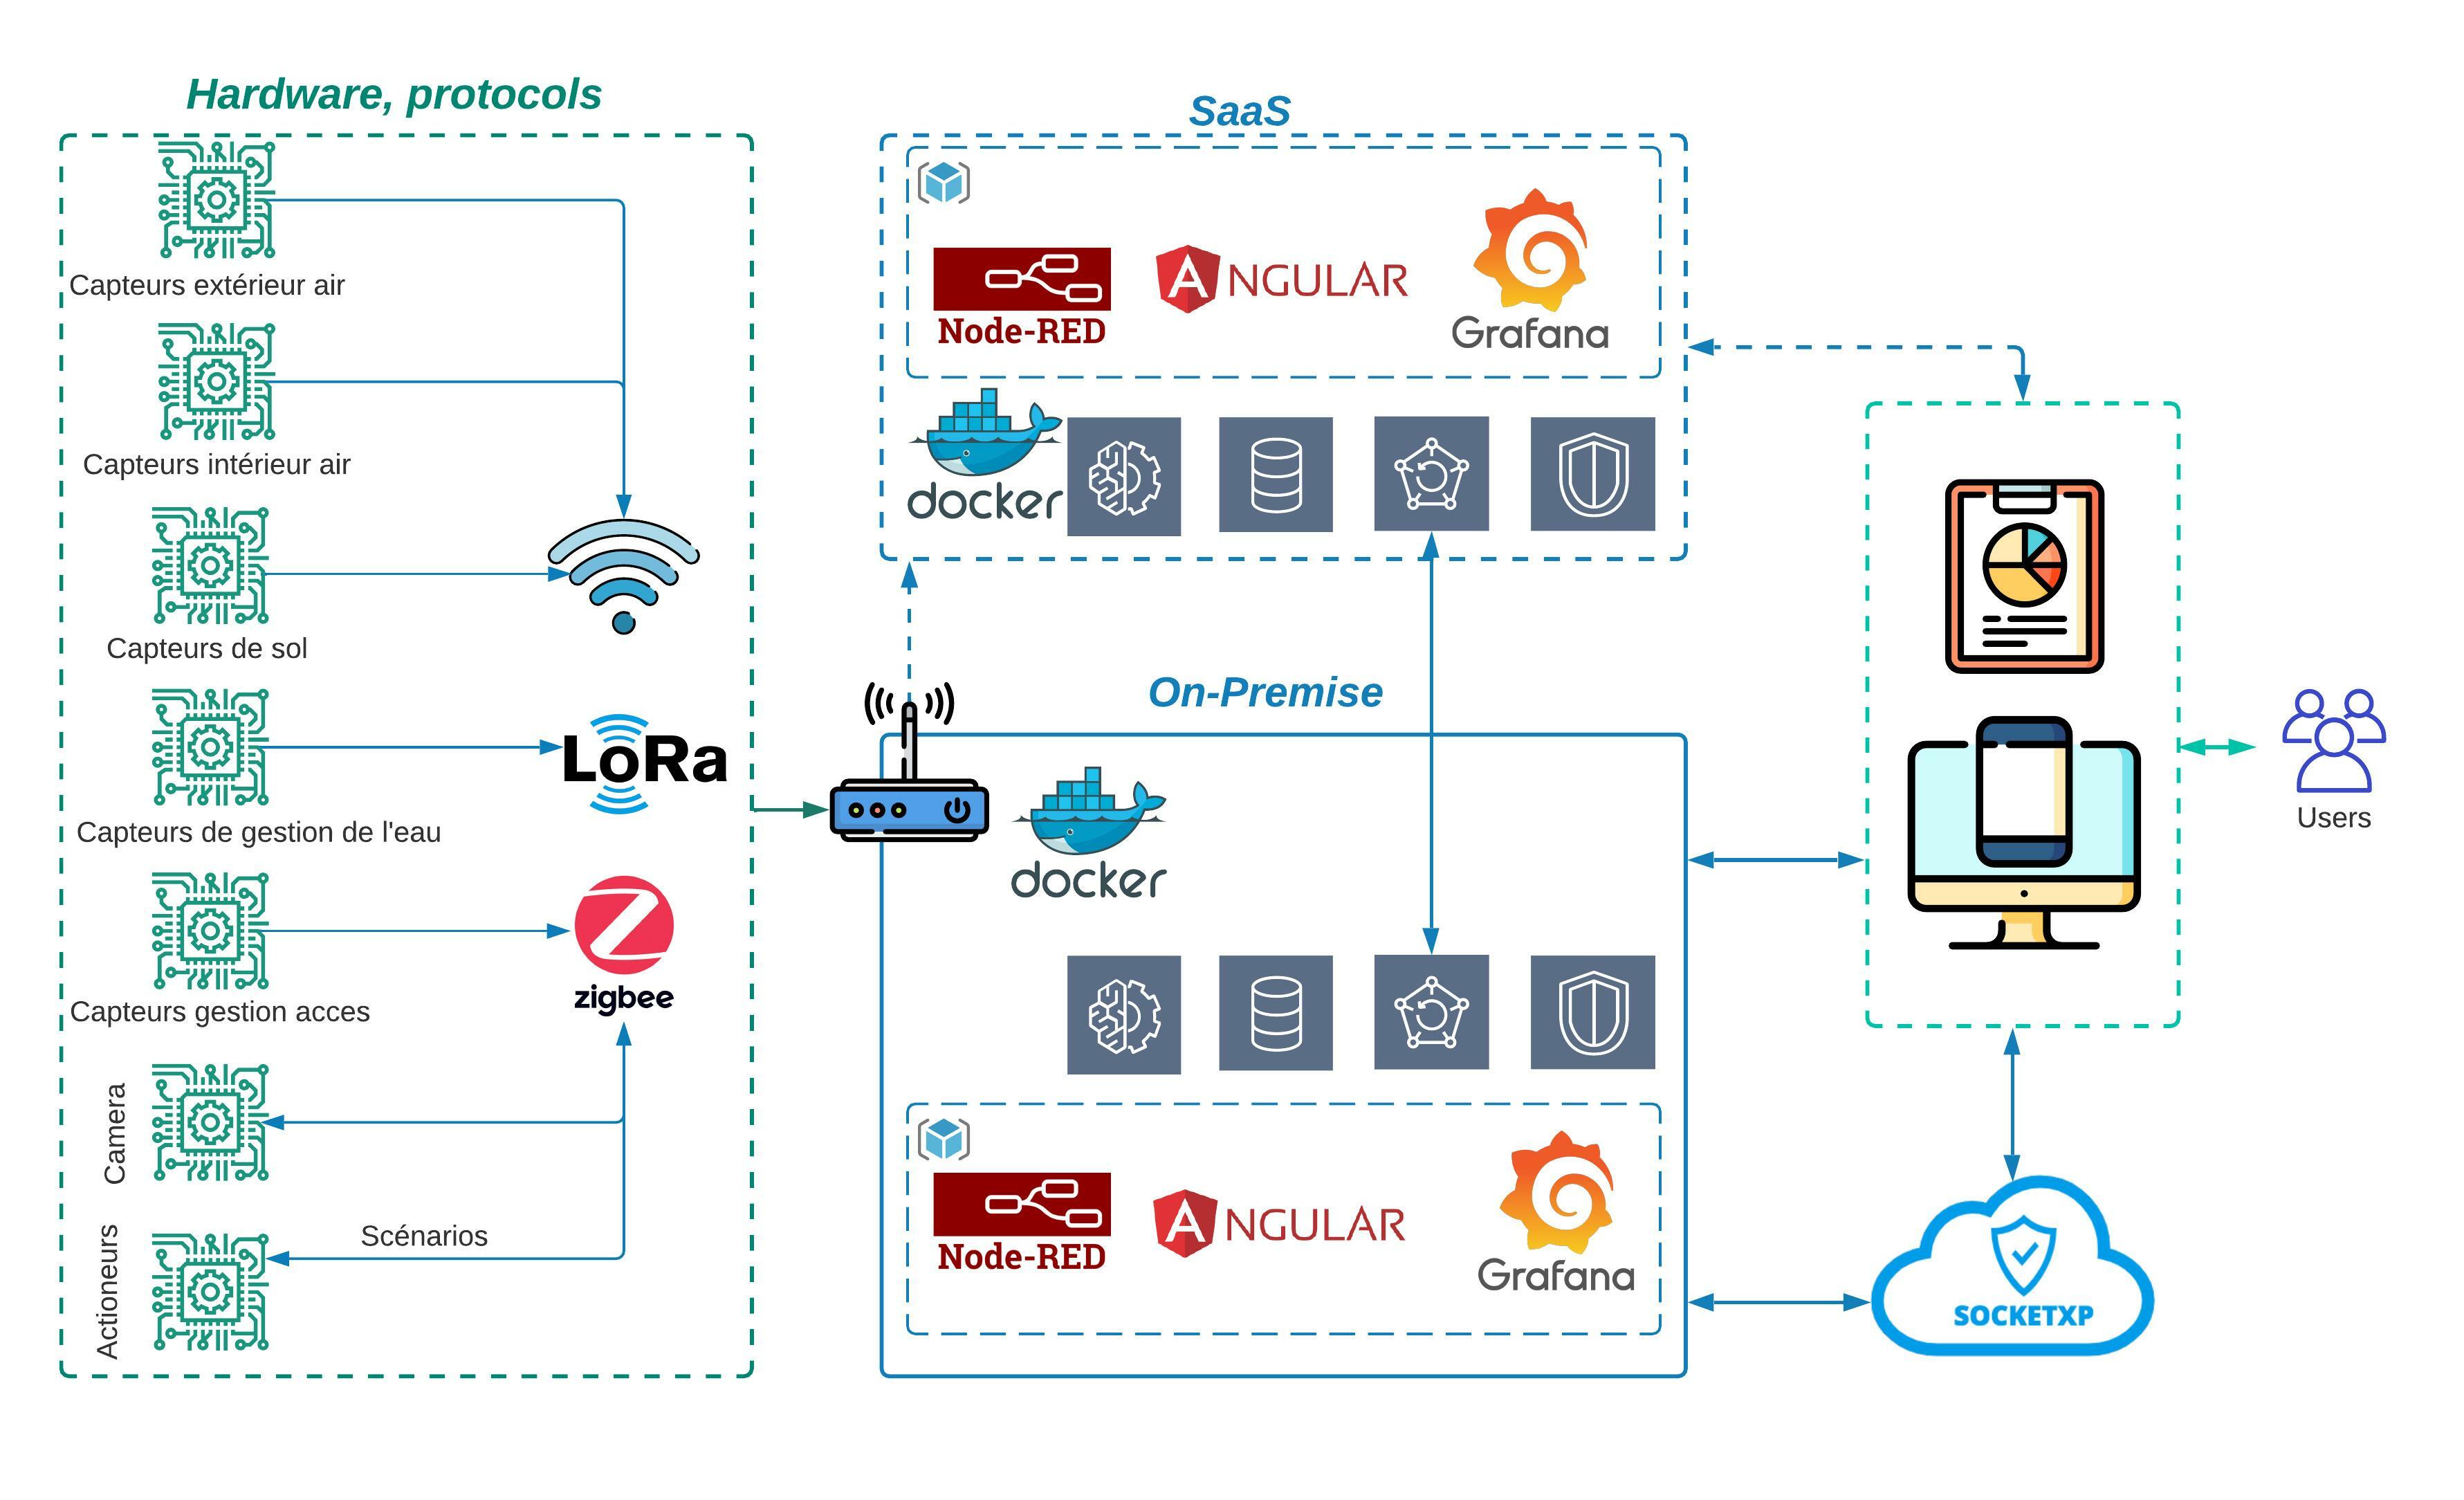 Hardware, protocols
Capteurs extérieur air
Capteurs intérieur air
Capteurs de sol
Capteurs de gestion de l'eau
Capteurs gestion acces
Camera
Actioneurs
Scénarios
LoRa
zigbee
SaaS
Node-RED
ANGULAR
Grafana
docker
On-Premise
docker
Node-RED
ANGULAR
Grafana
Users
SOCKETXP